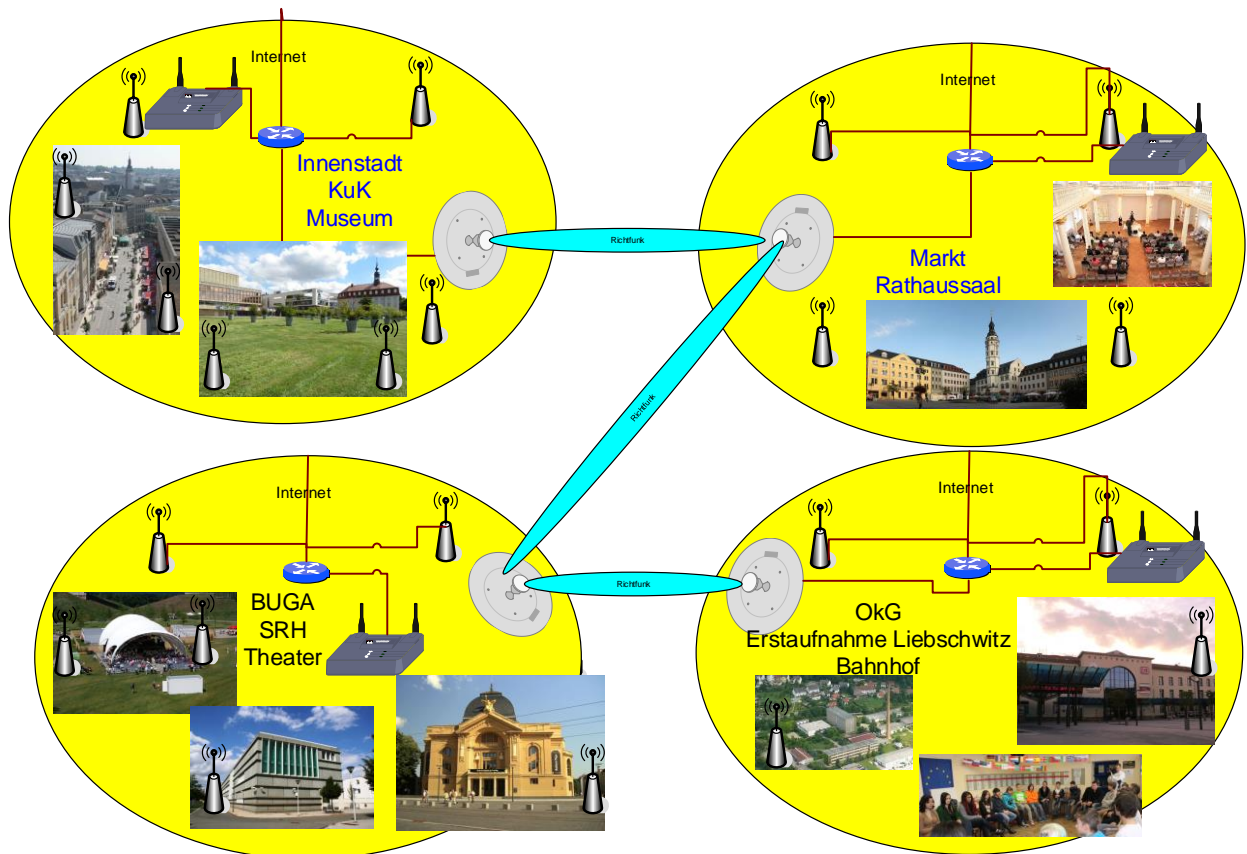 Internet
Innenstadt
KuK
Museum
Richtfunk
Internet
Markt
Rathaussaal
Richtfunk
Internet
BUGA
SRH
Theater
Richtfunk
Internet
OkG
Erstaufnahme Liebschwitz
Bahnhof